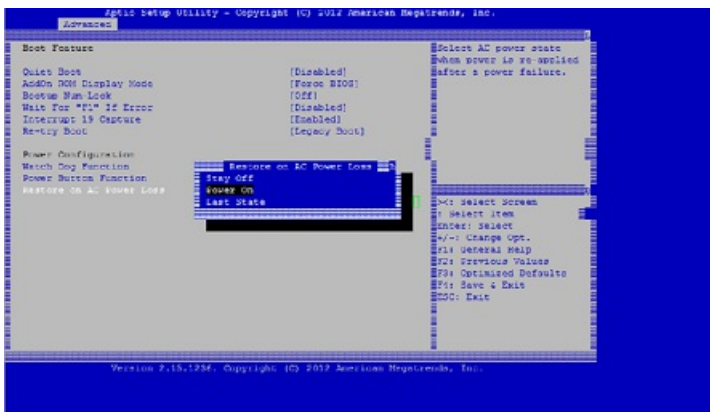 Aptio Setup Utility - Copyright (C) 2012 American Megatrends, Inc.
Advanced
Boot Feature
Quiet Boot [Disabled]
AddOn ROM Display Mode [Force BIOS]
Bootup Num-Lock [Off]
Wait For "F1" If Error [Disabled]
Interrupt 19 Capture [Enabled]
Re-try Boot [Legacy Boot]
Power Configuration
Watch Dog Function
Power Button Function
Restore on AC Power Loss
Restore on AC Power Loss
Stay Off
Power On
Last State
Select AC power state
when power is re-applied
after a power failure.
><: Select Screen
: Select Item
Enter: Select
+/-: Change Opt.
F1: General Help
F2: Previous Values
F3: Optimized Defaults
F4: Save & Exit
ESC: Exit
Version 2.15.1236. Copyright (C) 2012 American Megatrends, Inc.